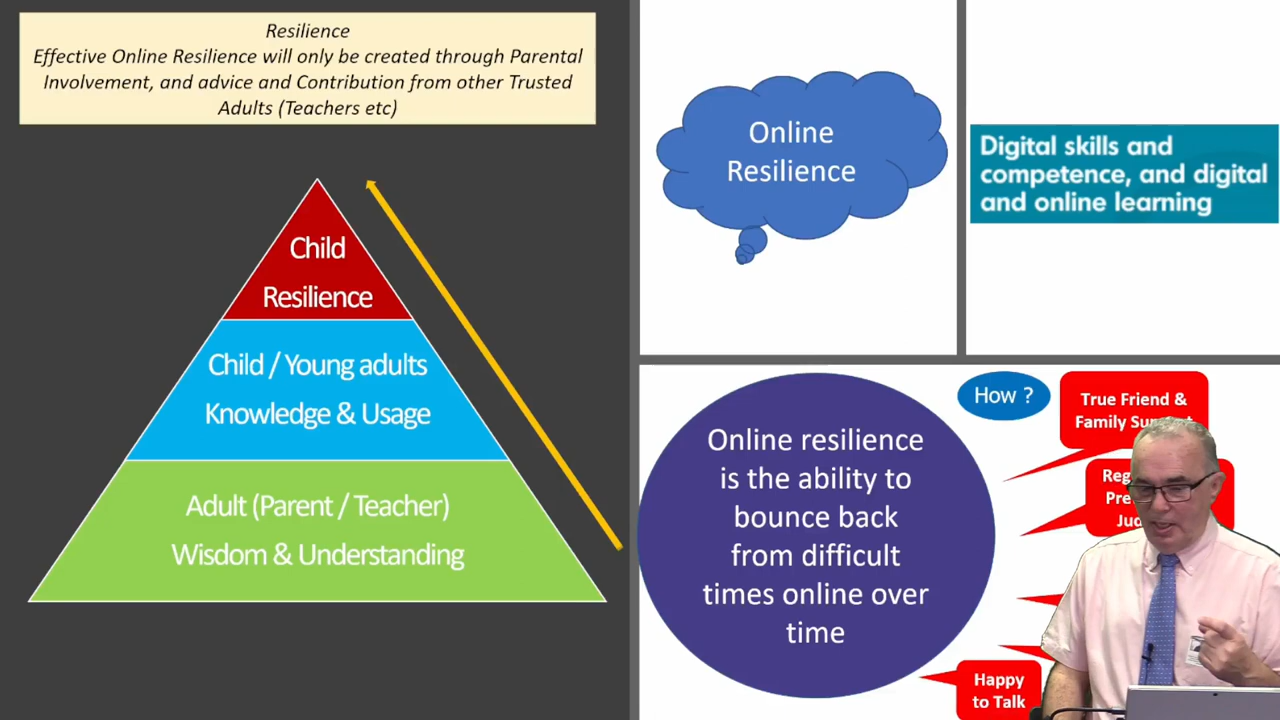 Resilience
Effective Online Resilience will only be created through Parental
Involvement, and advice and Contribution from other Trusted
Adults (Teachers etc)
Child
Resilience
Child / Young adults
Knowledge & Usage
Adult (Parent / Teacher)
Wisdom & Understanding
Online
Resilience
Digital skills and
competence, and digital
and online learning
Online resilience
is the ability to
bounce back
from difficult
times online over
time
How ?
True Friend &
Family
Happy
to Talk